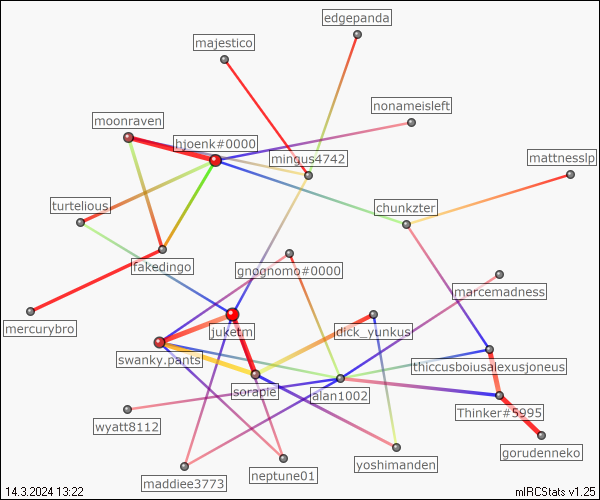 edgepanda
majestico
nonameisleft
moonraven
hjoenk#0000
mingus4742
mattnesslp
turtelious
chunkzter
fakedingo
gnognomo#0000
marcemadness
mercurybro
juketm
dick_yunkus
swanky.pants
thiccusboiusalexusjoneus
sorapie
alan1002
Thinker#5995
wyatt8112
gorudenneko
yoshimanden
neptune01
maddiee3773
14.3.2024 13:22
mIRCStats v1.25